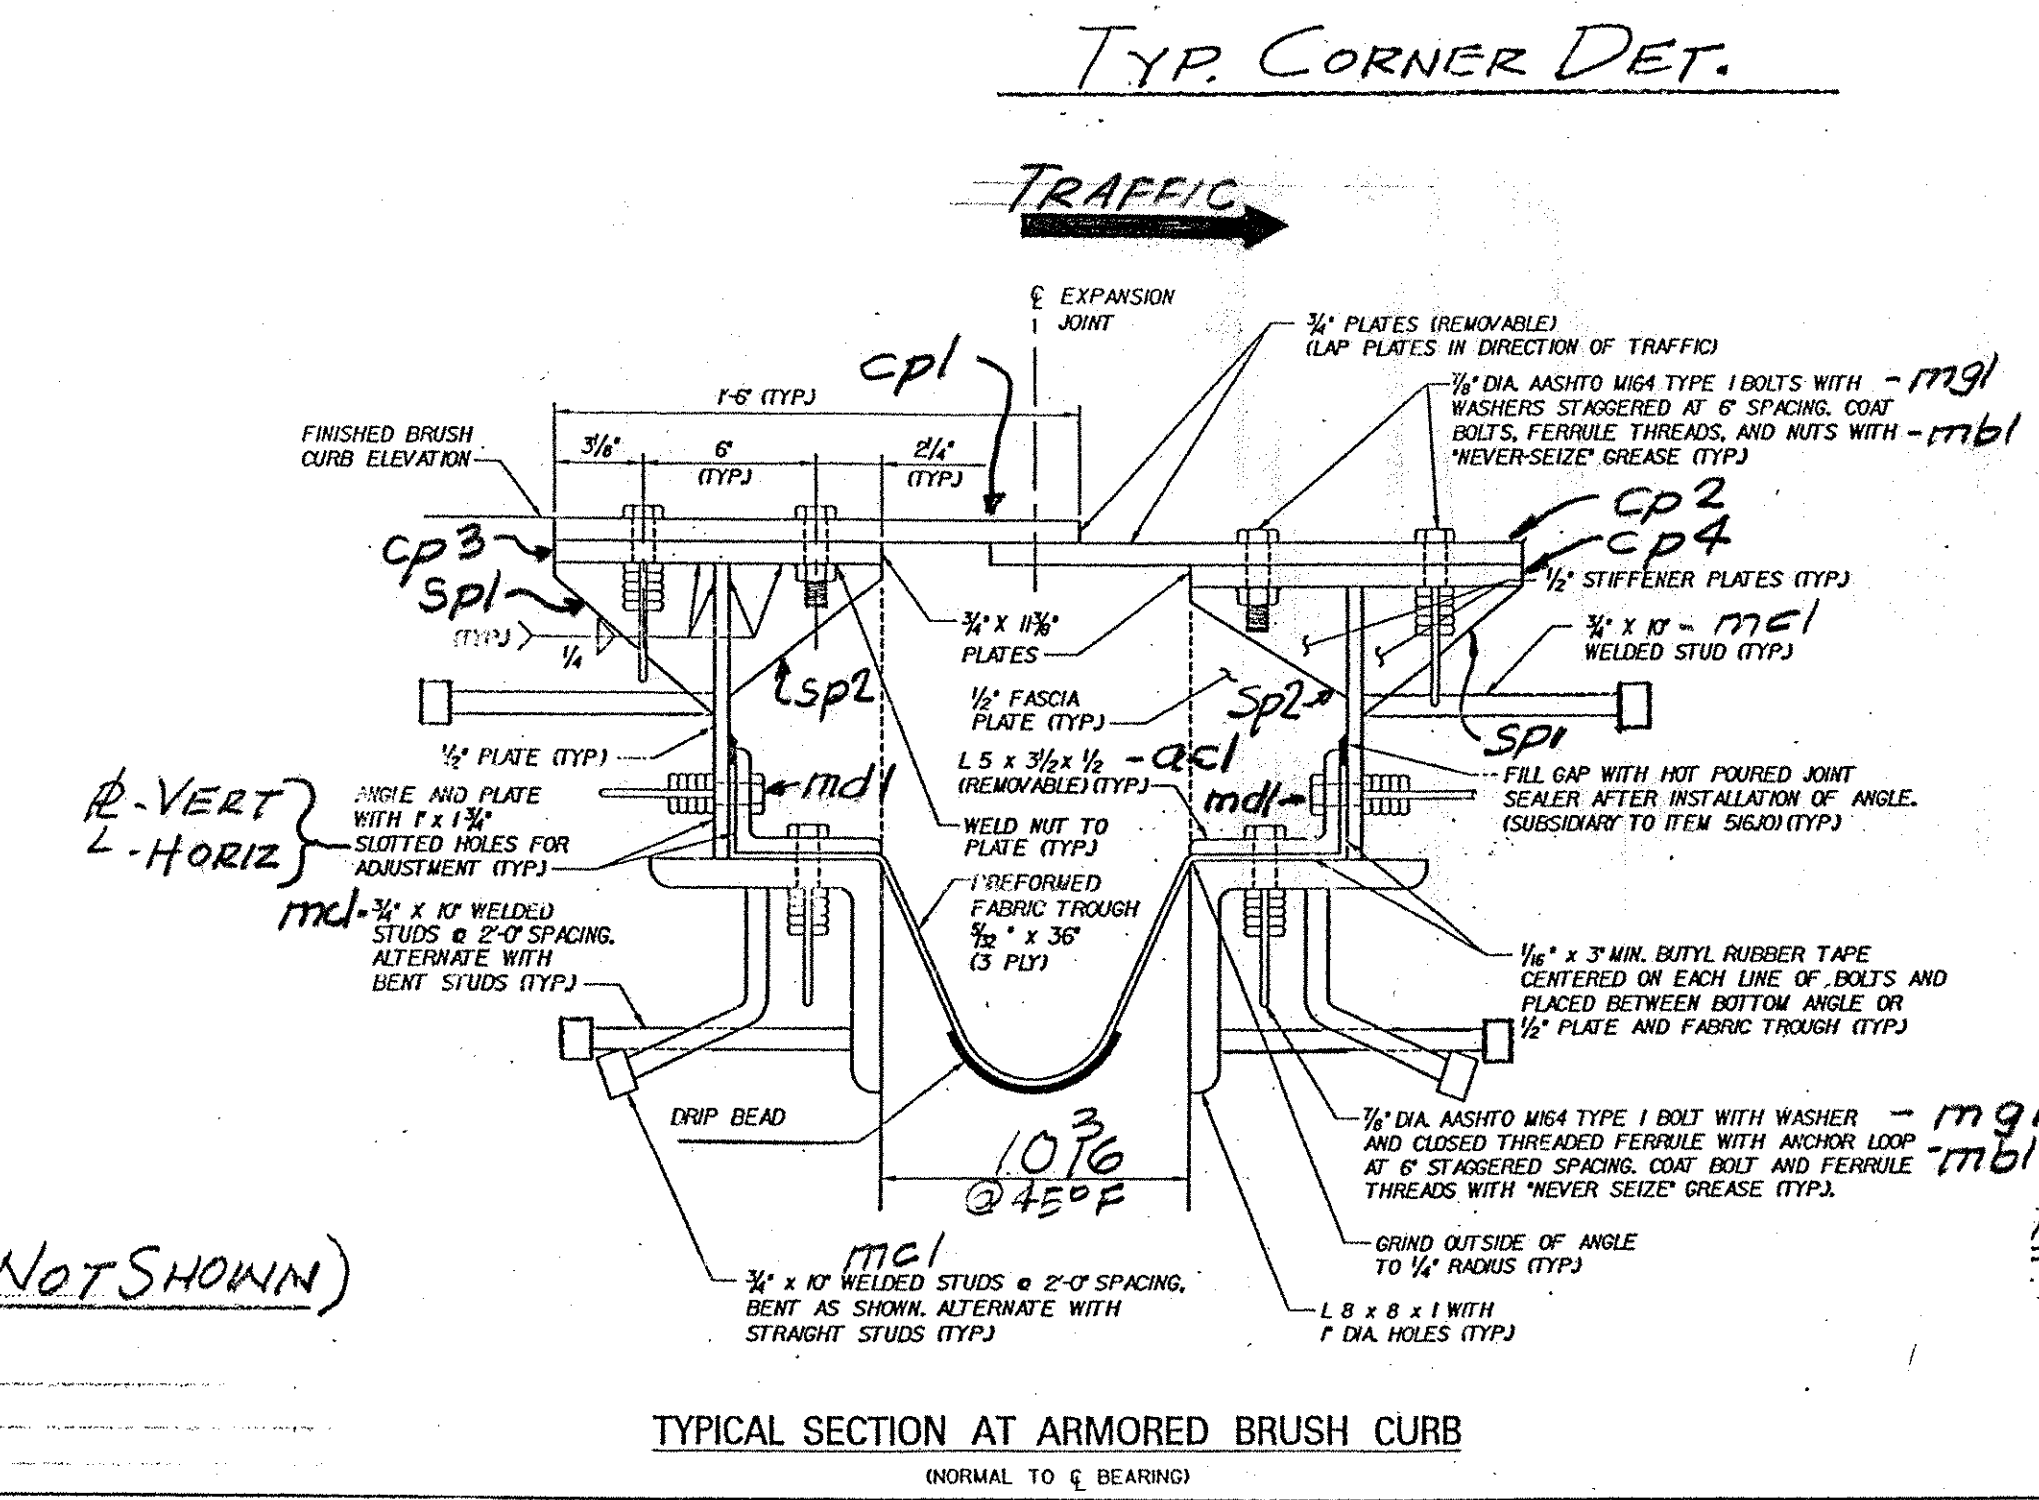 TYP. CORNER DET.
TRAFFIC
℄ EXPANSION
JOINT
3/4" PLATES (REMOVABLE)
(LAP PLATES IN DIRECTION OF TRAFFIC)
cp1
1'-6" (TYP.)
7/8" DIA. AASHTO M164 TYPE 1 BOLTS WITH - mg1
WASHERS STAGGERED AT 6" SPACING. COAT
BOLTS, FERRULE THREADS, AND NUTS WITH - mb1
"NEVER-SEIZE" GREASE (TYP.)
FINISHED BRUSH
CURB ELEVATION
3 1/8"
6"
(TYP.)
2 1/4"
(TYP.)
cp2
cp3
cp4
sp1
1/2" STIFFENER PLATES (TYP.)
(TYP.)
1/4
3/4" X 11 3/8"
PLATES
3/4" X 10" - mc1
WELDED STUD (TYP.)
sp2
1/2" FASCIA
PLATE (TYP.)
sp2
sp1
1/2" PLATE (TYP.)
L 5 x 3 1/2 x 1/2 - ac1
(REMOVABLE) (TYP.)
md1
md1
FILL GAP WITH HOT POURED JOINT
SEALER AFTER INSTALLATION OF ANGLE.
(SUBSIDIARY TO ITEM 516.10) (TYP.)
℄ - VERT
L - HORIZ
ANGLE AND PLATE
WITH 1" x 1 3/4"
SLOTTED HOLES FOR
ADJUSTMENT (TYP.)
WELD NUT TO
PLATE (TYP.)
mc1 - 3/4" X 10" WELDED
STUDS @ 2'-0" SPACING.
ALTERNATE WITH
BENT STUDS (TYP.)
PREFORMED
FABRIC TROUGH
5/32" x 36"
(3 PLY)
1/16" x 3" MIN. BUTYL RUBBER TAPE
CENTERED ON EACH LINE OF BOLTS AND
PLACED BETWEEN BOTTOM ANGLE OR
1/2" PLATE AND FABRIC TROUGH (TYP.)
DRIP BEAD
10 3/16
@ 45°F
7/8" DIA. AASHTO M164 TYPE 1 BOLT WITH WASHER - mg1
AND CLOSED THREADED FERRULE WITH ANCHOR LOOP
AT 6" STAGGERED SPACING. COAT BOLT AND FERRULE - mb1
THREADS WITH "NEVER SEIZE" GREASE (TYP.).
GRIND OUTSIDE OF ANGLE
TO 1/4" RADIUS (TYP.)
NOT SHOWN)
mc1
3/4" x 10" WELDED STUDS @ 2'-0" SPACING,
BENT AS SHOWN. ALTERNATE WITH
STRAIGHT STUDS (TYP.)
L 8 x 8 x 1 WITH
1" DIA. HOLES (TYP.)
TYPICAL SECTION AT ARMORED BRUSH CURB
(NORMAL TO ℄ BEARING)